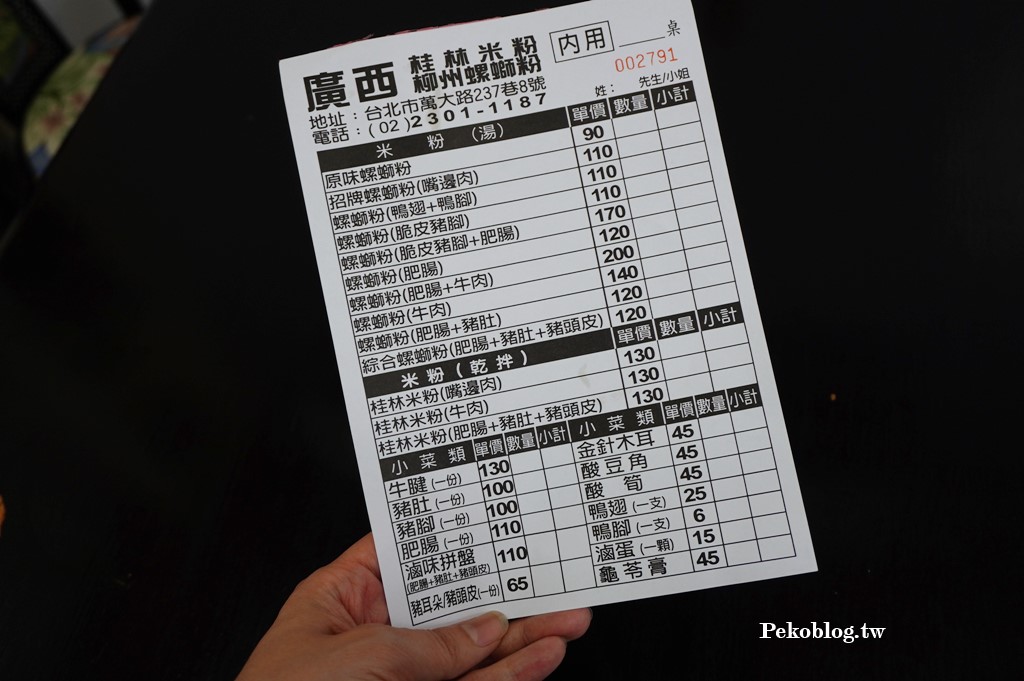 廣西 桂林米粉 柳州螺螄粉 內用 ___桌
002791
地址：台北市萬大路237巷8號
電話：(02)2301-1187 姓： 先生/小姐
米粉（湯） 單價 數量 小計
原味螺螄粉 90
招牌螺螄粉(嘴邊肉) 110
螺螄粉(鴨翅+鴨腳) 110
螺螄粉(脆皮豬腳) 110
螺螄粉(脆皮豬腳+肥腸) 170
螺螄粉(肥腸) 120
螺螄粉(肥腸+牛肉) 200
螺螄粉(牛肉) 140
螺螄粉(肥腸+豬肚) 120
綜合螺螄粉(肥腸+豬肚+豬頭皮) 120
米粉(乾拌) 單價 數量 小計
桂林米粉(嘴邊肉) 130
桂林米粉(牛肉) 130
桂林米粉(肥腸+豬肚+豬頭皮) 130
小菜類 單價 數量 小計 小菜類 單價 數量 小計
牛腱(一份) 130 金針木耳 45
豬肚(一份) 100 酸豆角 45
豬腳(一份) 100 酸筍 45
肥腸(一份) 110 鴨翅(一支) 25
滷味拼盤 110 鴨腳(一支) 6
(肥腸+豬肚+豬頭皮) 滷蛋(一顆) 15
豬耳朵/豬頭皮(一份) 65 龜苓膏 45
Pekoblog.tw